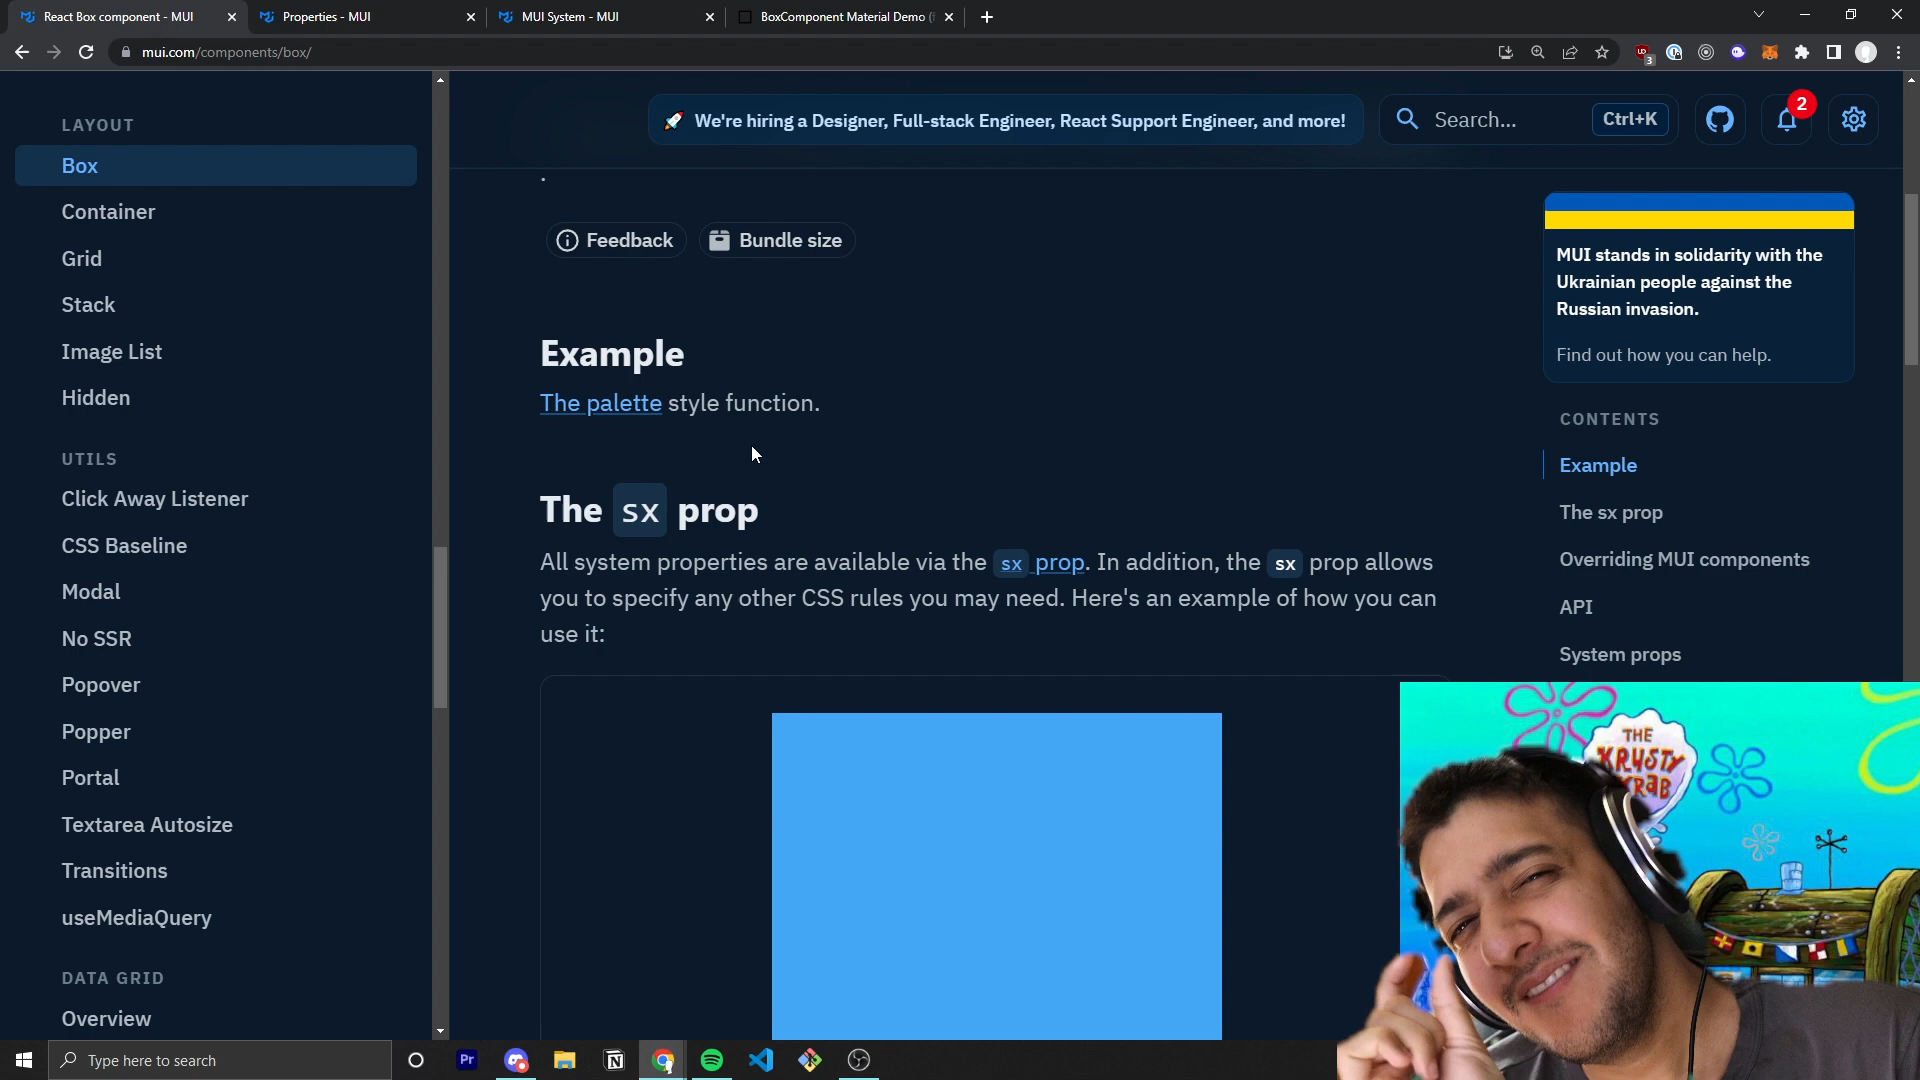 React Box component - MUI
Properties - MUI
MUI System - MUI
BoxComponent Material Demo (
mui.com/components/box/
3
LAYOUT
Box
Container
Grid
Stack
Image List
Hidden
UTILS
Click Away Listener
CSS Baseline
Modal
No SSR
Popover
Popper
Portal
Textarea Autosize
Transitions
useMediaQuery
DATA GRID
Overview
🚀 We're hiring a Designer, Full-stack Engineer, React Support Engineer, and more!
Search...
Ctrl+K
2
.
Feedback
Bundle size
Example
The palette style function.
The sx prop
All system properties are available via the sx prop. In addition, the sx prop allows
you to specify any other CSS rules you may need. Here's an example of how you can
use it:
MUI stands in solidarity with the
Ukrainian people against the
Russian invasion.
Find out how you can help.
CONTENTS
Example
The sx prop
Overriding MUI components
API
System props
THE
KRUSTY
KRAB
Type here to search
Pr